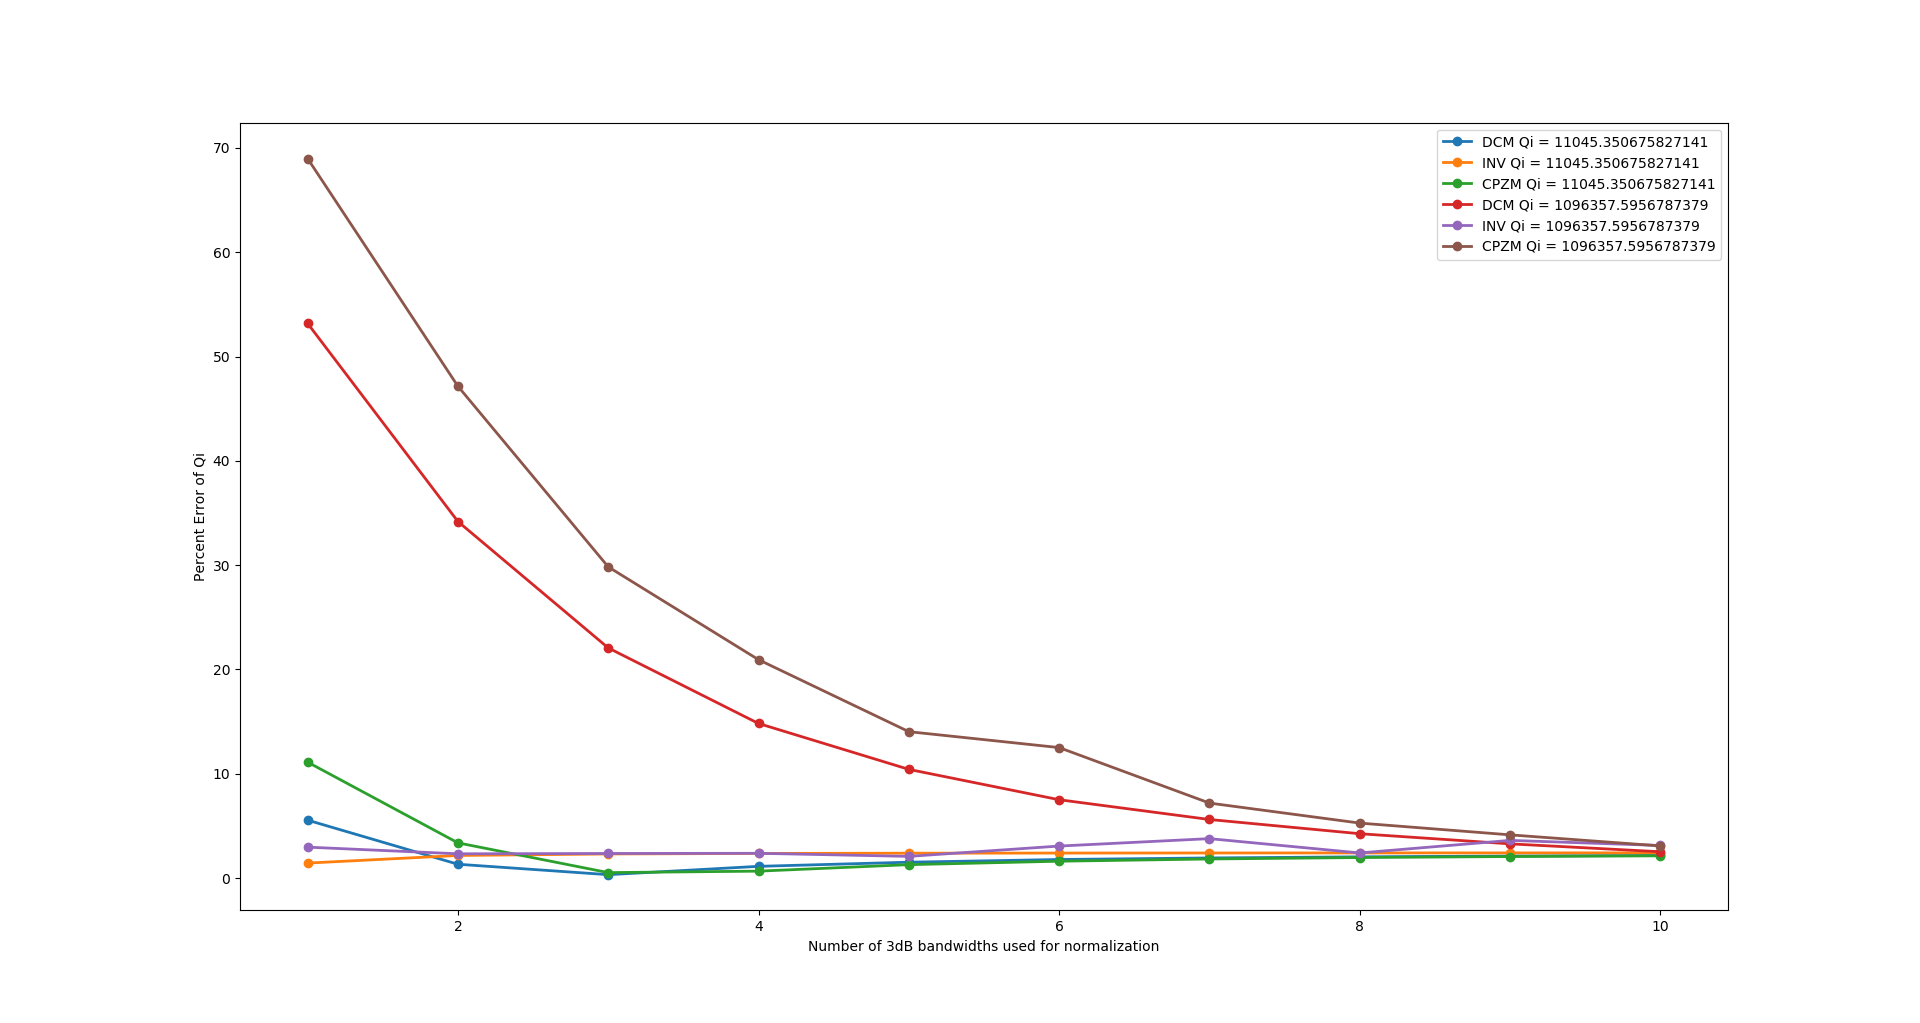 DCM Qi = 11045.350675827141
INV Qi = 11045.350675827141
CPZM Qi = 11045.350675827141
DCM Qi = 1096357.5956787379
INV Qi = 1096357.5956787379
CPZM Qi = 1096357.5956787379
70
60
50
40
30
20
10
0
Percent Error of Qi
2 4 6 8 10
Number of 3dB bandwidths used for normalization